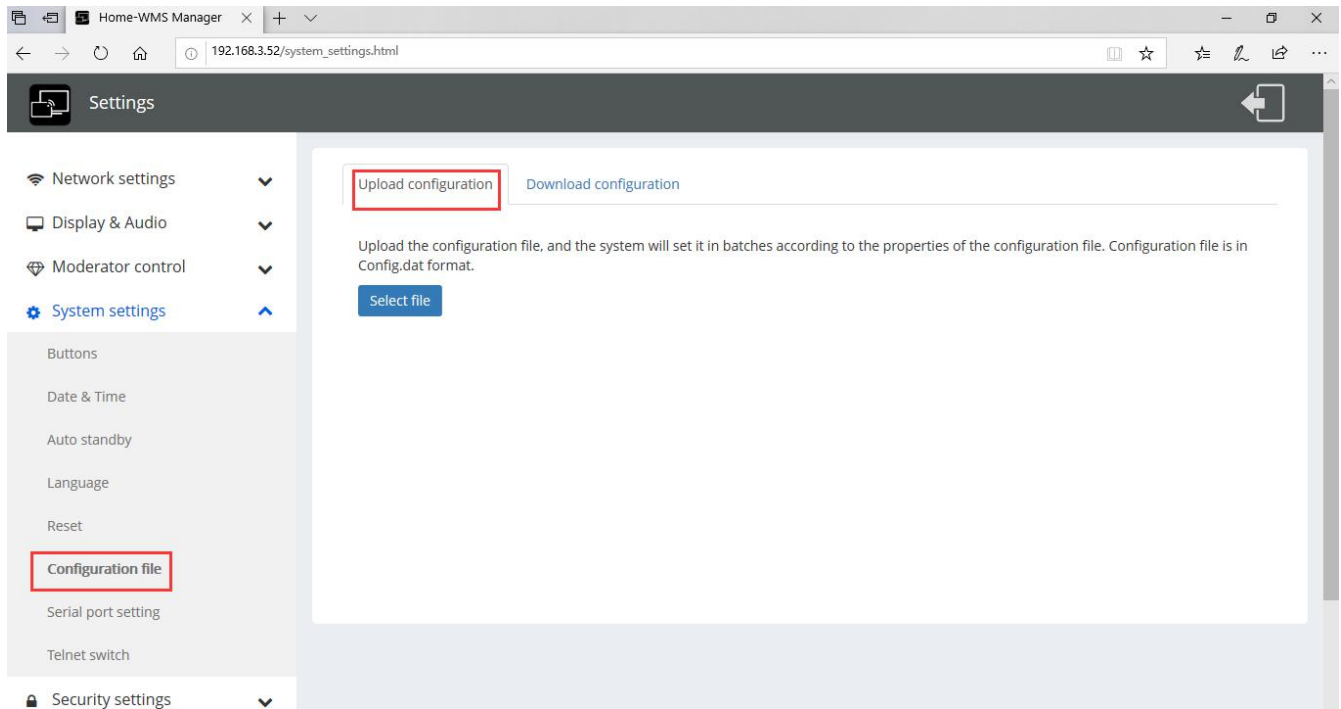 Home-WMS Manager
192.168.3.52/system_settings.html
Settings
Network settings
Display & Audio
Moderator control
System settings
Buttons
Date & Time
Auto standby
Language
Reset
Configuration file
Serial port setting
Telnet switch
Security settings
Upload configuration Download configuration
Upload the configuration file, and the system will set it in batches according to the properties of the configuration file. Configuration file is in
Config.dat format.
Select file